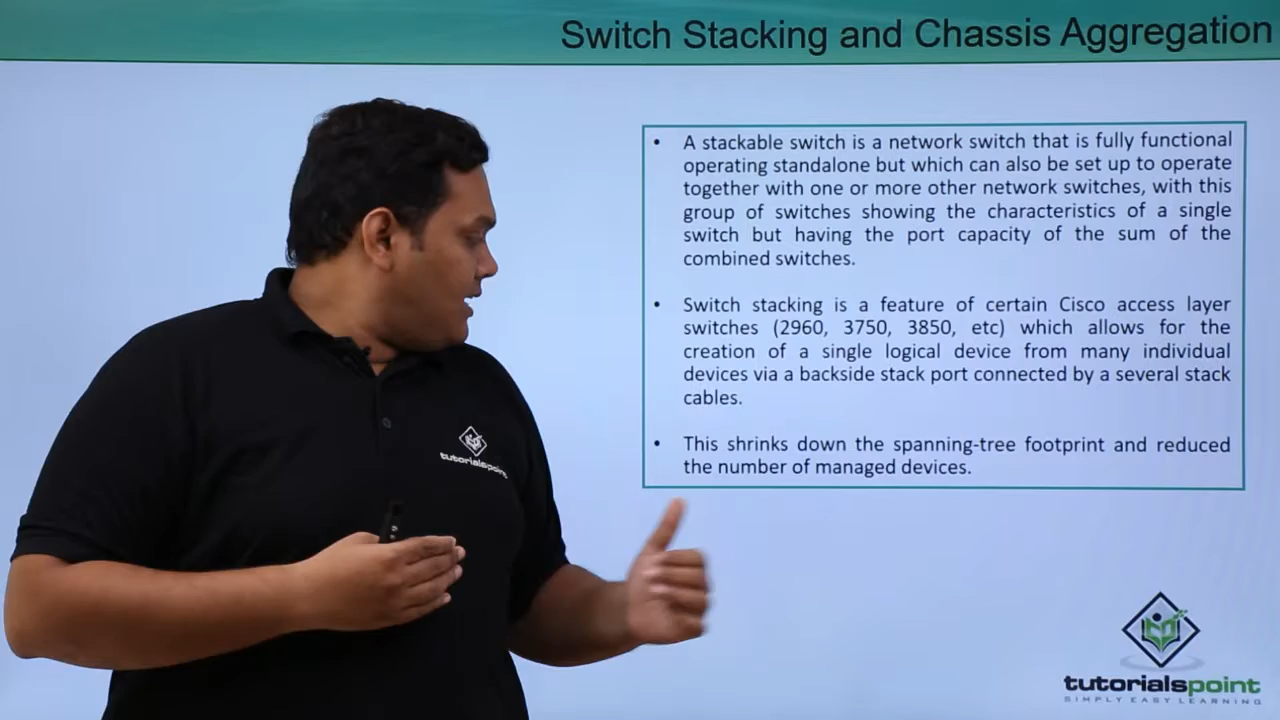 Switch Stacking and Chassis Aggregation
• A stackable switch is a network switch that is fully functional
operating standalone but which can also be set up to operate
together with one or more other network switches, with this
group of switches showing the characteristics of a single
switch but having the port capacity of the sum of the
combined switches.
• Switch stacking is a feature of certain Cisco access layer
switches (2960, 3750, 3850, etc) which allows for the
creation of a single logical device from many individual
devices via a backside stack port connected by a several stack
cables.
• This shrinks down the spanning-tree footprint and reduced
the number of managed devices.
tutorialspoint
tutorialspoint
SIMPLY EASY LEARNING